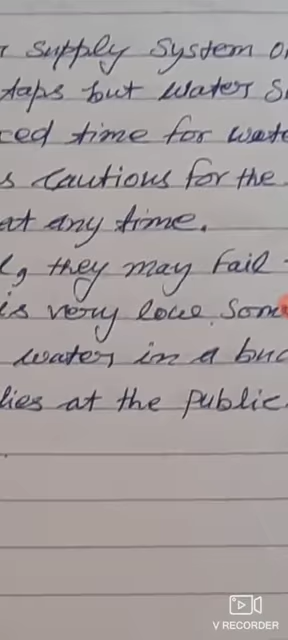 supply system o
taps but water s
ced time for wate
s cautious for the
at any time.
l, they may fail
is very low. Som
water in a buc
lies at the public.
V RECORDER